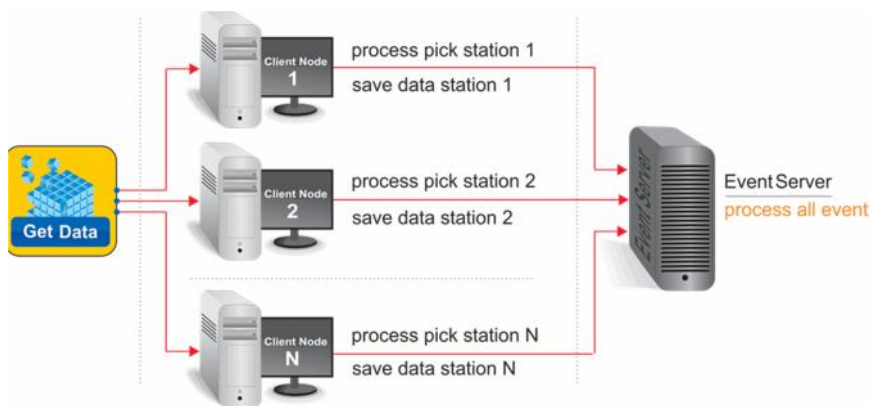 Get Data
Client Node
1
process pick station 1
save data station 1
Client Node
2
process pick station 2
save data station 2
Client Node
N
process pick station N
save data station N
Event Server
EventServer
process all event